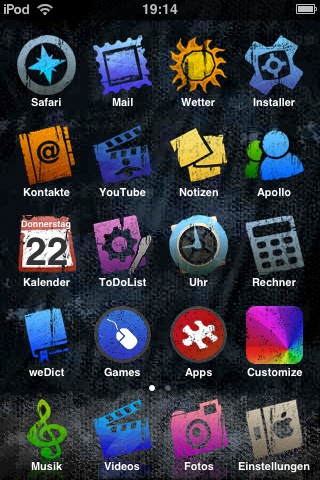 iPod 19:14
Safari Mail Wetter Installer
@
Kontakte YouTube Notizen Apollo
Donnerstag
22
Kalender ToDoList Uhr Rechner
weDict Games Apps Customize
Musik Videos Fotos Einstellungen